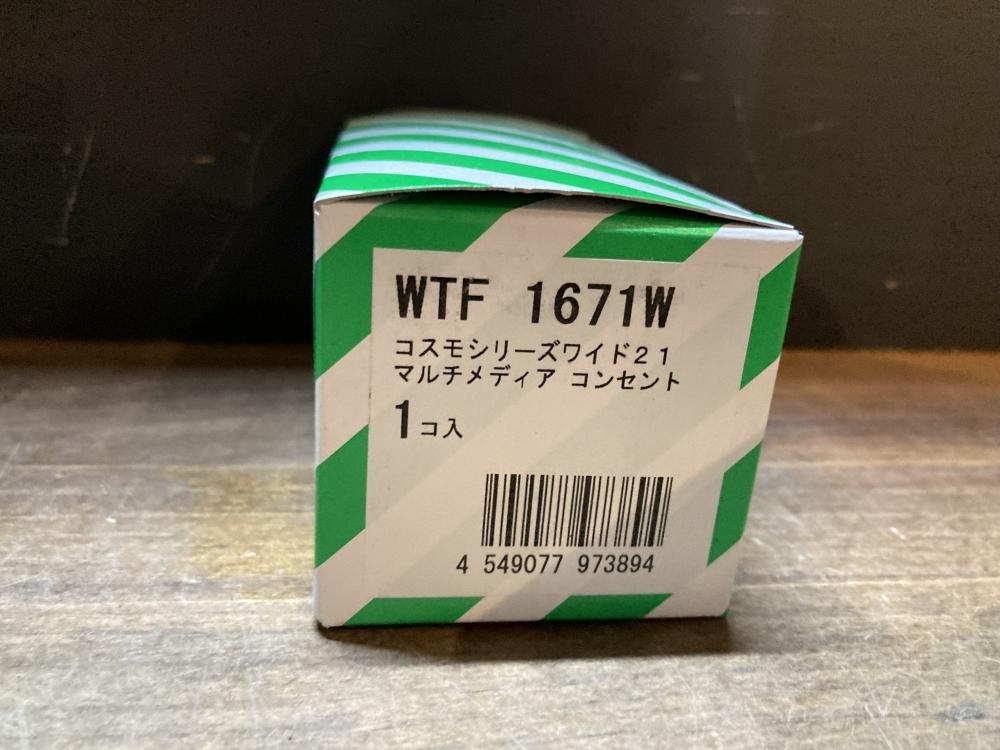 WTF 1671W
コスモシリーズワイド２１
マルチメディア コンセント
1コ入
4 549077 973894